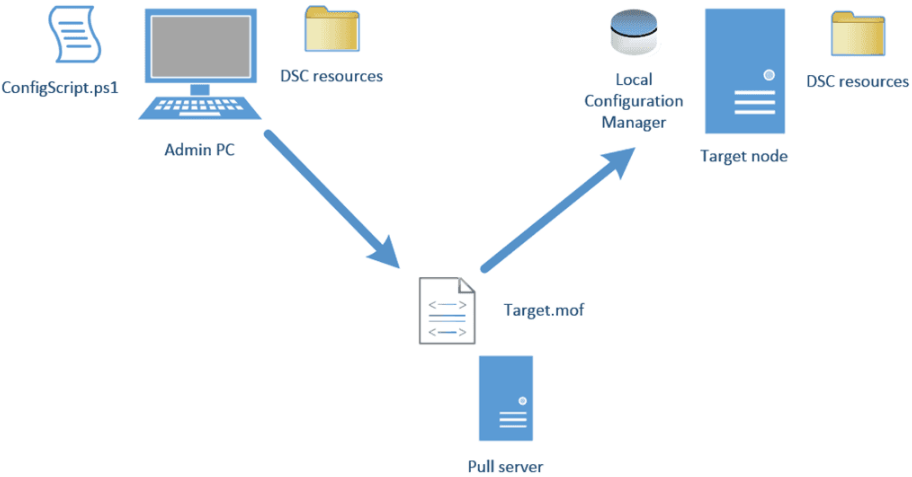 ConfigScript.ps1
DSC resources
Admin PC
Local
Configuration
Manager
Target node
DSC resources
Target.mof
Pull server